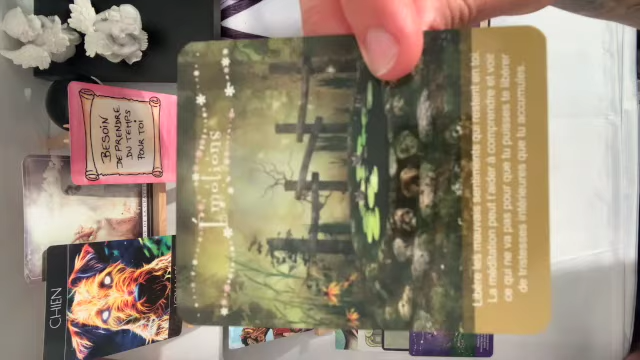 Émotions
Libère les mauvais sentiments qui restent en toi.
La méditation peut t'aider à comprendre et voir
ce qui ne va pas pour que tu puisses te libérer
de tristesses intérieures que tu accumules.
BESOIN
DE PRENDRE
DU TEMPS
POUR TOI
CHIEN